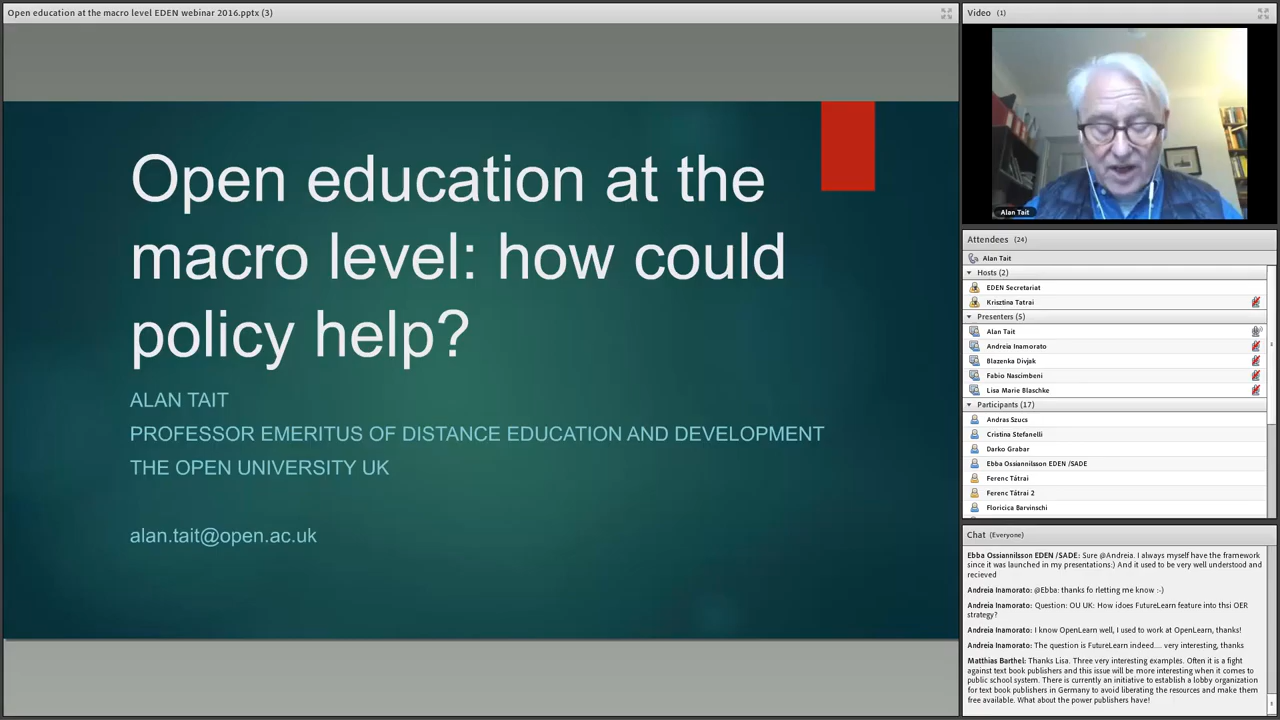 Open education at the macro level EDEN webinar 2016.pptx (3)
Open education at the
macro level: how could
policy help?
ALAN TAIT
PROFESSOR EMERITUS OF DISTANCE EDUCATION AND DEVELOPMENT
THE OPEN UNIVERSITY UK
alan.tait@open.ac.uk
Video (1)
Alan Tait
Attendees (24)
Alan Tait
Hosts (2)
EDEN Secretariat
Krisztina Tatrai
Presenters (5)
Alan Tait
Andreia Inamorato
Blazenka Divjak
Fabio Nascimbeni
Lisa Marie Blaschke
Participants (17)
Andras Szucs
Cristina Stefanelli
Darko Grabar
Ebba Ossiannilsson EDEN /SADE
Ferenc Tátrai
Ferenc Tátrai 2
Floricica Barvinschi
Chat (Everyone)
Ebba Ossiannilsson EDEN /SADE: Sure @Andreia. I always myself have the framework
since it was launched in my presentations:) And it used to be very well understood and
recieved
Andreia Inamorato: @Ebba: thanks fo rletting me know :-)
Andreia Inamorato: Question: OU UK: How idoes FutureLearn feature into thsi OER
strategy?
Andreia Inamorato: I know OpenLearn well, I used to work at OpenLearn, thanks!
Andreia Inamorato: The question is FutureLearn indeed.... very interesting, thanks
Matthias Barthel: Thanks Lisa. Three very interesting examples. Often it is a fight
against text book publishers and this issue will be more interesting when it comes to
public school system. There is currently an initiative to establish a lobby organization
for text book publishers in Germany to avoid liberating the resources and make them
free available. What about the power publishers have!